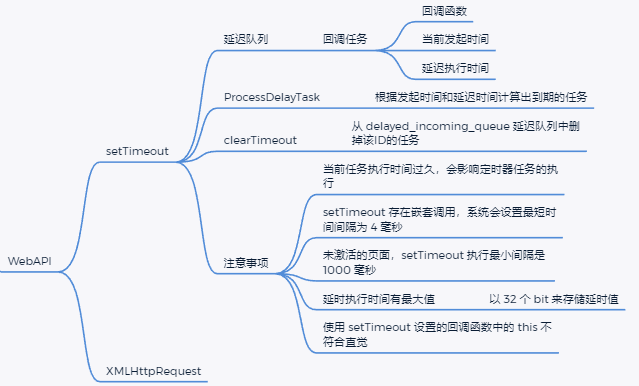 回调函数
延迟队列
回调任务
当前发起时间
延迟执行时间
ProcessDelayTask
根据发起时间和延迟时间计算出到期的任务
clearTimeout
从 delayed_incoming_queue 延迟队列中删
掉该ID的任务
setTimeout
当前任务执行时间过久，会影响定时器任务的执
行
setTimeout 存在嵌套调用，系统会设置最短时
间间隔为 4 毫秒
注意事项
未激活的页面，setTimeout 执行最小间隔是
1000 毫秒
延时执行时间有最大值
以 32 个 bit 来存储延时值
使用 setTimeout 设置的回调函数中的 this 不
符合直觉
WebAPI
XMLHttpRequest